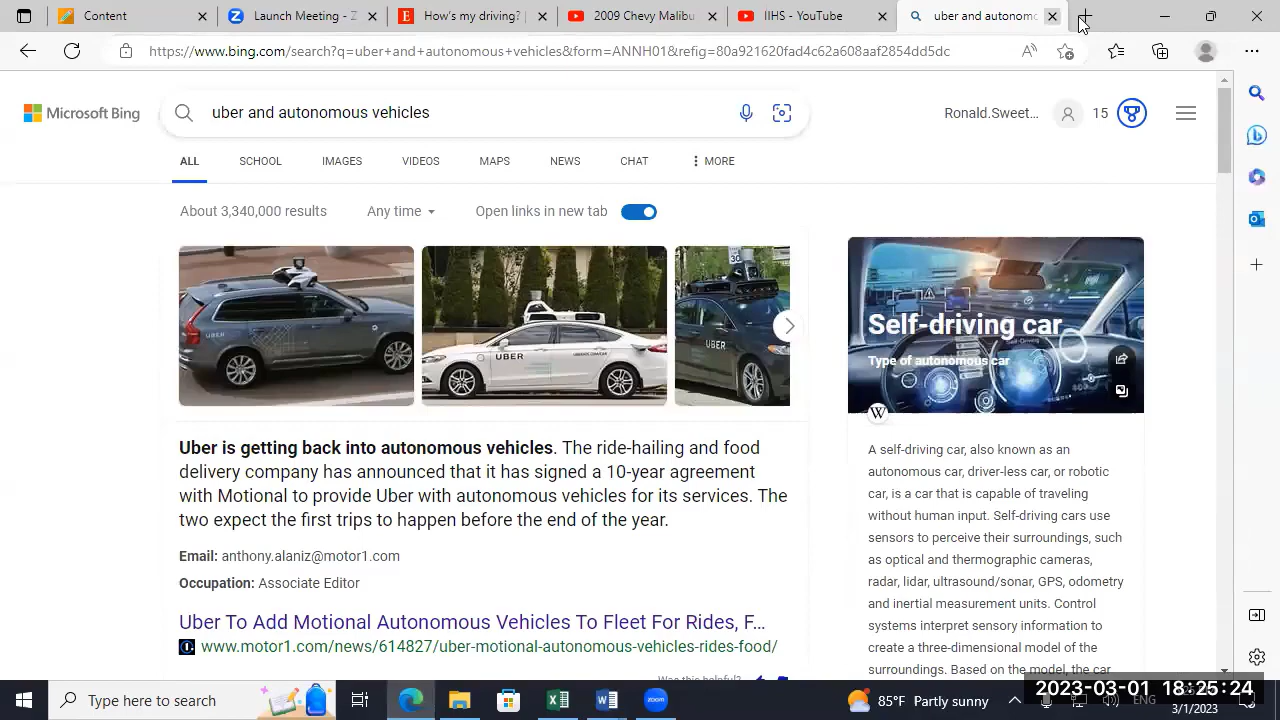 Content
Launch Meeting - Z
How's my driving? |
2009 Chevy Malibu
IIHS - YouTube
uber and autonomo
https://www.bing.com/search?q=uber+and+autonomous+vehicles&form=ANNH01&refig=80a921620fad4c62a608aaf2854dd5dc
Microsoft Bing
uber and autonomous vehicles
Ronald.Sweet...
15
ALL
SCHOOL
IMAGES
VIDEOS
MAPS
NEWS
CHAT
MORE
About 3,340,000 results
Any time
Open links in new tab
UBER
UBER
30
UBER
Self-driving car
Type of autonomous car
W
Uber is getting back into autonomous vehicles. The ride-hailing and food
delivery company has announced that it has signed a 10-year agreement
with Motional to provide Uber with autonomous vehicles for its services. The
two expect the first trips to happen before the end of the year.
Email: anthony.alaniz@motor1.com
Occupation: Associate Editor
Uber To Add Motional Autonomous Vehicles To Fleet For Rides, F...
www.motor1.com/news/614827/uber-motional-autonomous-vehicles-rides-food/
Was this helpful?
A self-driving car, also known as an
autonomous car, driver-less car, or robotic
car, is a car that is capable of traveling
without human input. Self-driving cars use
sensors to perceive their surroundings, such
as optical and thermographic cameras,
radar, lidar, ultrasound/sonar, GPS, odometry
and inertial measurement units. Control
systems interpret sensory information to
create a three-dimensional model of the
surroundings. Based on the model, the car
Type here to search
zoom
85°F Partly sunny
ENG
2023-03-01 18:25:24
3/1/2023